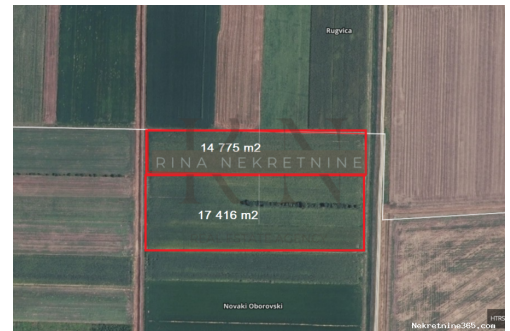 Rugvica
14 775 m2
RINA NEKRETNINE
17 416 m2
Novaki Oborovski
HTRS
Nekretnine365.com